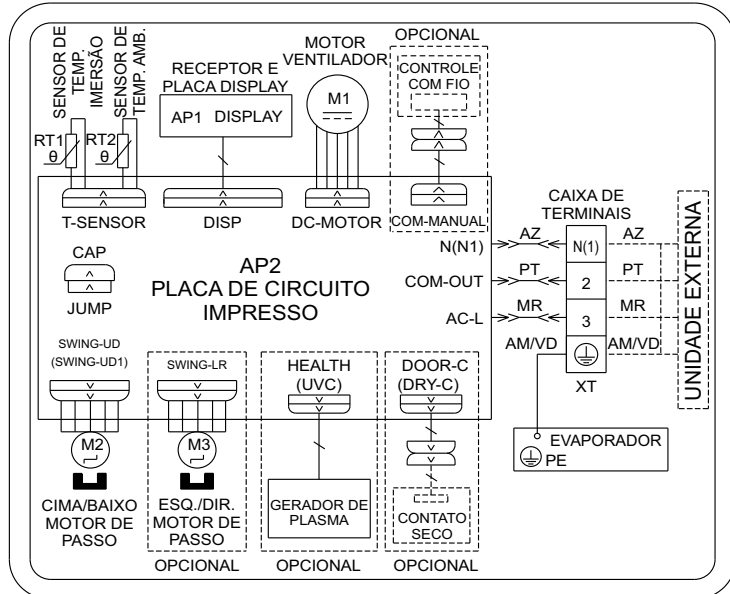 SENSOR DE
TEMP.
IMERSÃO
SENSOR DE
TEMP. AMB.
RT1
θ
RT2
θ
RECEPTOR E
PLACA DISPLAY
AP1 DISPLAY
MOTOR
VENTILADOR
M1
OPCIONAL
CONTROLE
COM FIO
T-SENSOR
DISP
DC-MOTOR
COM-MANUAL
CAP
JUMP
AP2
PLACA DE CIRCUITO
IMPRESSO
N(N1)
COM-OUT
AC-L
AZ
PT
MR
CAIXA DE
TERMINAIS
N(1)
2
3
XT
AZ
PT
MR
AM/VD
AM/VD
UNIDADE EXTERNA
EVAPORADOR
PE
SWING-UD
(SWING-UD1)
M2
CIMA/BAIXO
MOTOR DE
PASSO
SWING-LR
M3
ESQ./DIR.
MOTOR DE
PASSO
OPCIONAL
HEALTH
(UVC)
GERADOR DE
PLASMA
OPCIONAL
DOOR-C
(DRY-C)
CONTATO
SECO
OPCIONAL